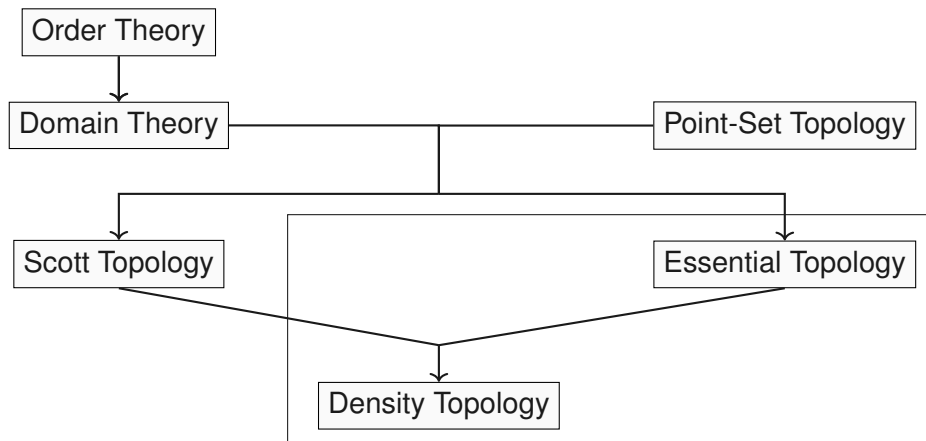 Order Theory
Domain Theory
Point-Set Topology
Scott Topology
Essential Topology
Density Topology